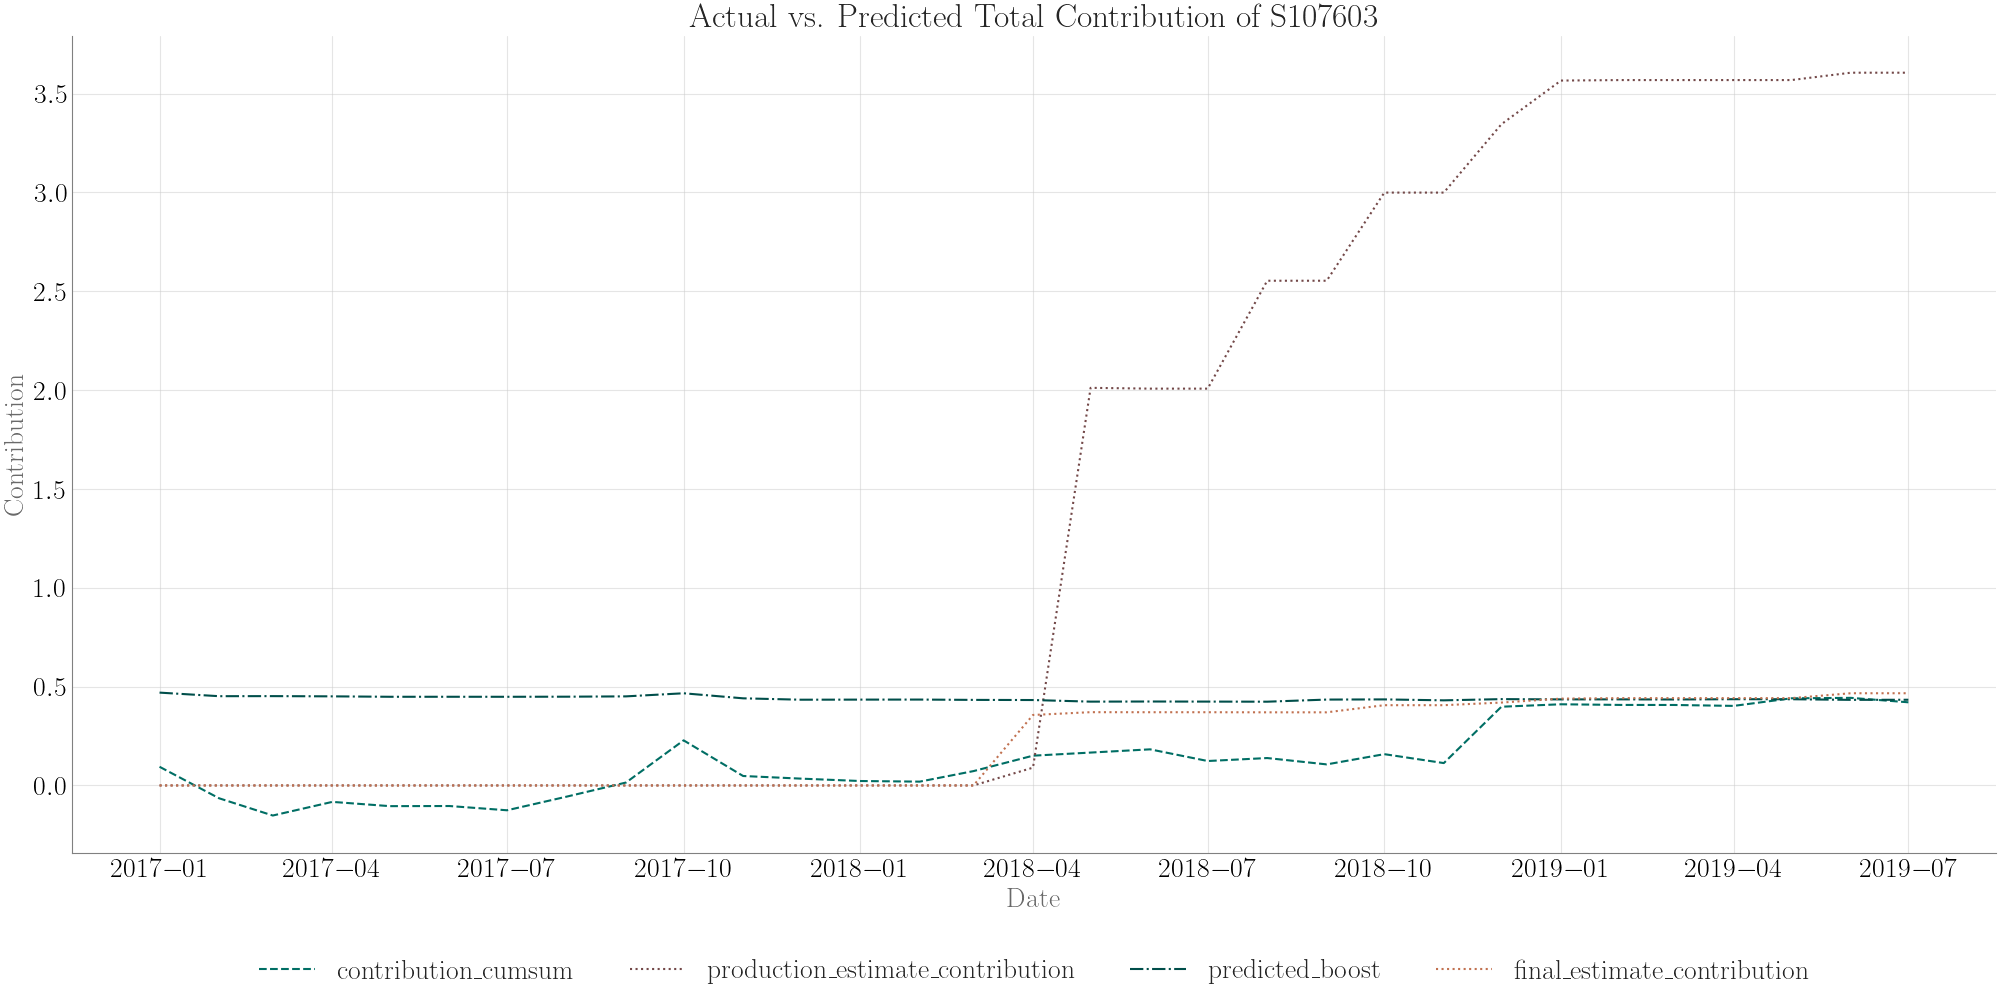 Actual vs. Predicted Total Contribution of S107603
3.5
3.0
2.5
2.0
1.5
1.0
0.5
0.0
Contribution
2017−01 2017−04 2017−07 2017−10 2018−01 2018−04 2018−07 2018−10 2019−01 2019−04 2019−07
Date
contribution_cumsum production_estimate_contribution predicted_boost final_estimate_contribution